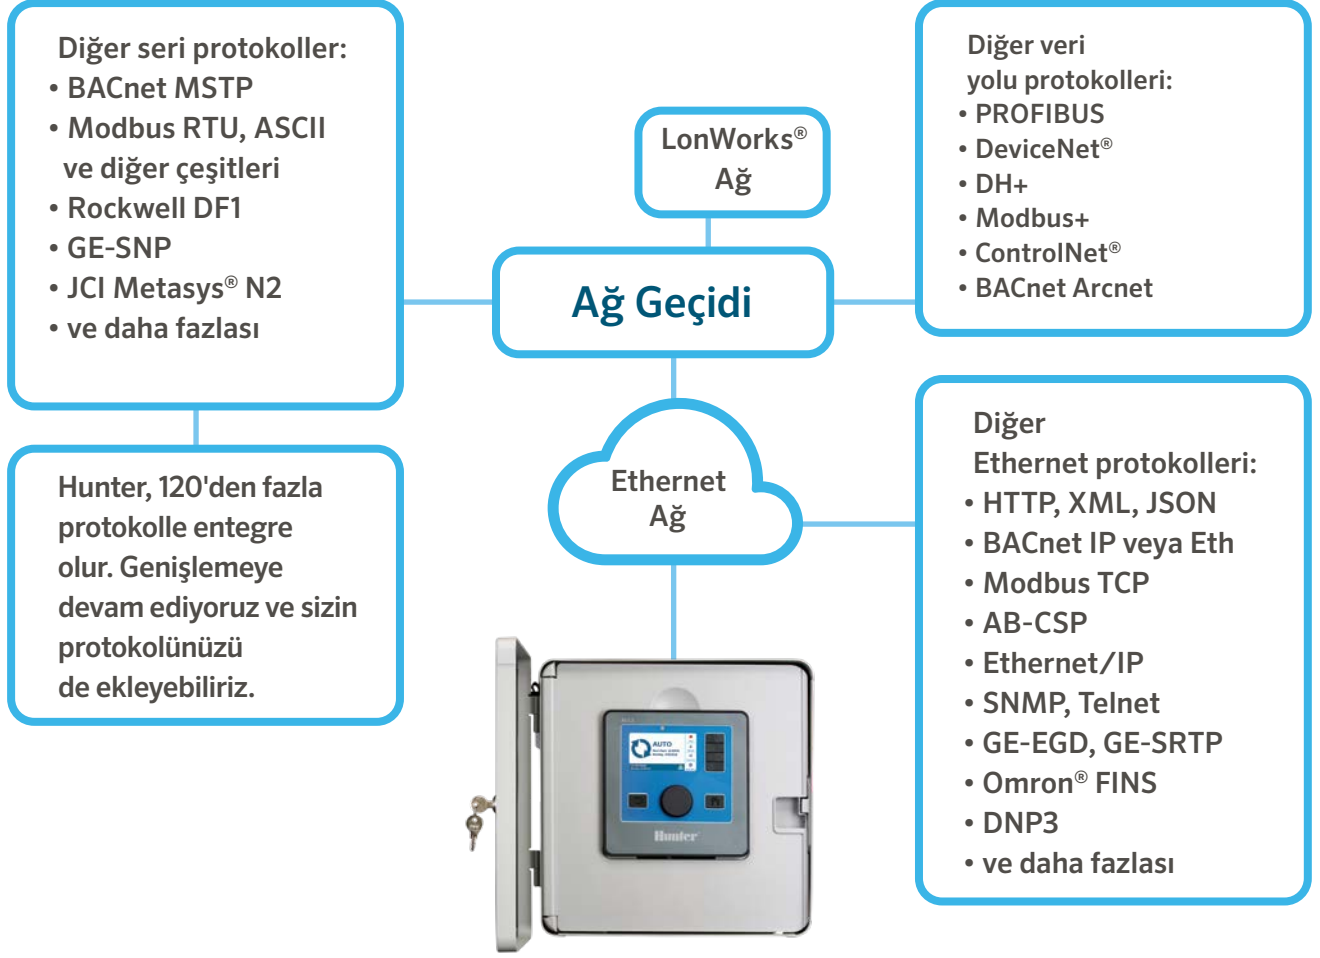 Diğer seri protokoller:
• BACnet MSTP
• Modbus RTU, ASCII
ve diğer çeşitleri
• Rockwell DF1
• GE-SNP
• JCI Metasys® N2
• ve daha fazlası
Hunter, 120'den fazla
protokolle entegre
olur. Genişlemeye
devam ediyoruz ve sizin
protokolünüzü
de ekleyebiliriz.
LonWorks®
Ağ
Ağ Geçidi
Ethernet
Ağ
AUTO
Hunter
Diğer veri
yolu protokolleri:
• PROFIBUS
• DeviceNet®
• DH+
• Modbus+
• ControlNet®
• BACnet Arcnet
Diğer
Ethernet protokolleri:
• HTTP, XML, JSON
• BACnet IP veya Eth
• Modbus TCP
• AB-CSP
• Ethernet/IP
• SNMP, Telnet
• GE-EGD, GE-SRTP
• Omron® FINS
• DNP3
• ve daha fazlası